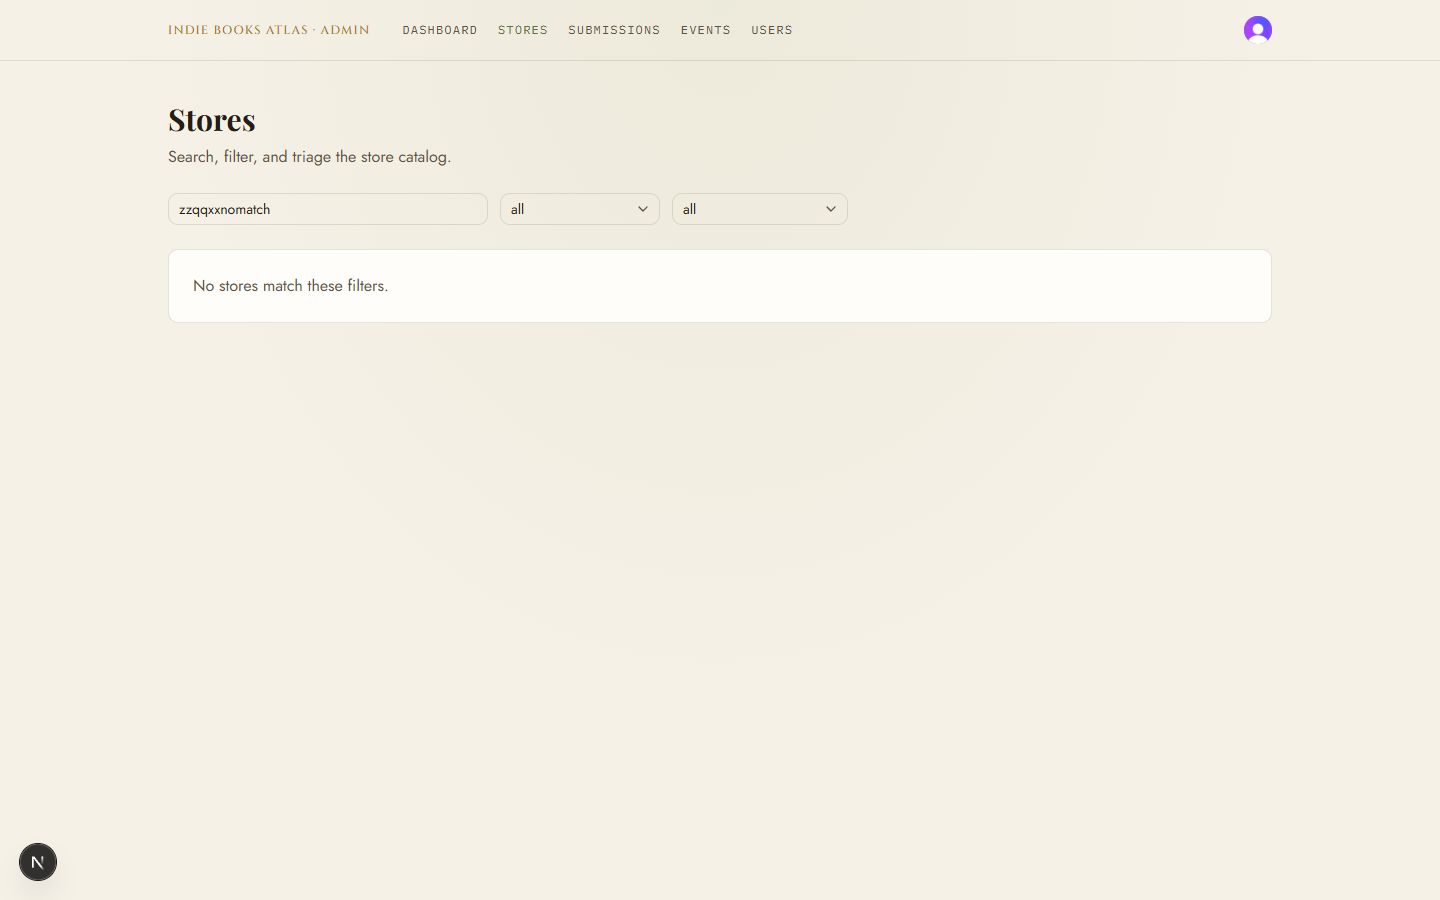 INDIE BOOKS ATLAS · ADMIN DASHBOARD STORES SUBMISSIONS EVENTS USERS
Stores
Search, filter, and triage the store catalog.
zzqqxxnomatch all all
No stores match these filters.
N